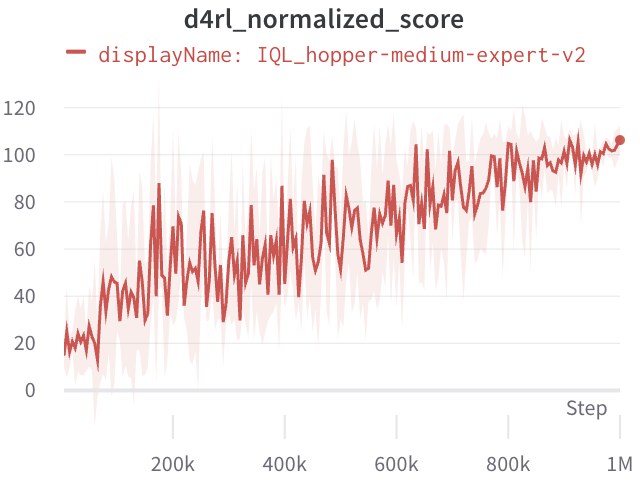 d4rl_normalized_score
displayName: IQL_hopper-medium-expert-v2
120
100
80
60
40
20
0
Step
200k 400k 600k 800k 1M